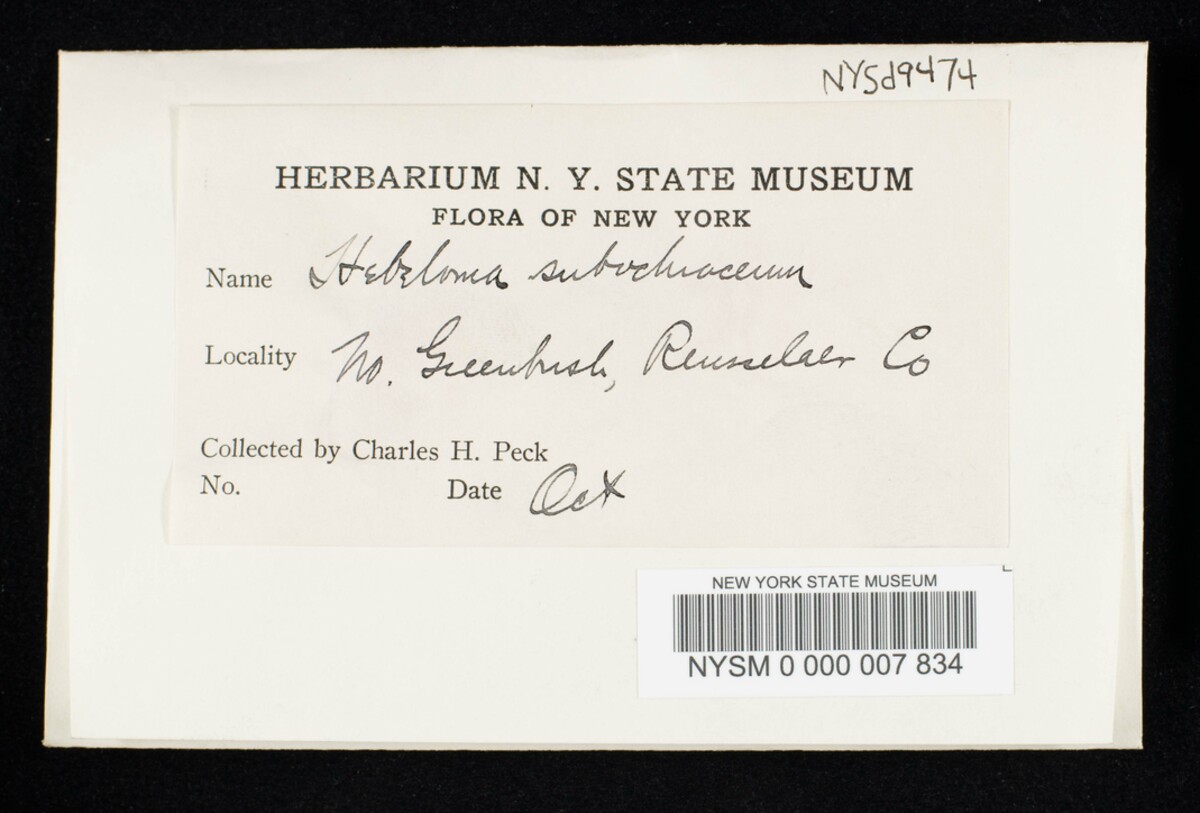 NYSd9474
HERBARIUM N. Y. STATE MUSEUM
FLORA OF NEW YORK
Name Hebeloma subochraceum
Locality No. Greenbush, Rensselaer Co
Collected by Charles H. Peck
No. Date Oct
NEW YORK STATE MUSEUM
NYSM 0 000 007 834